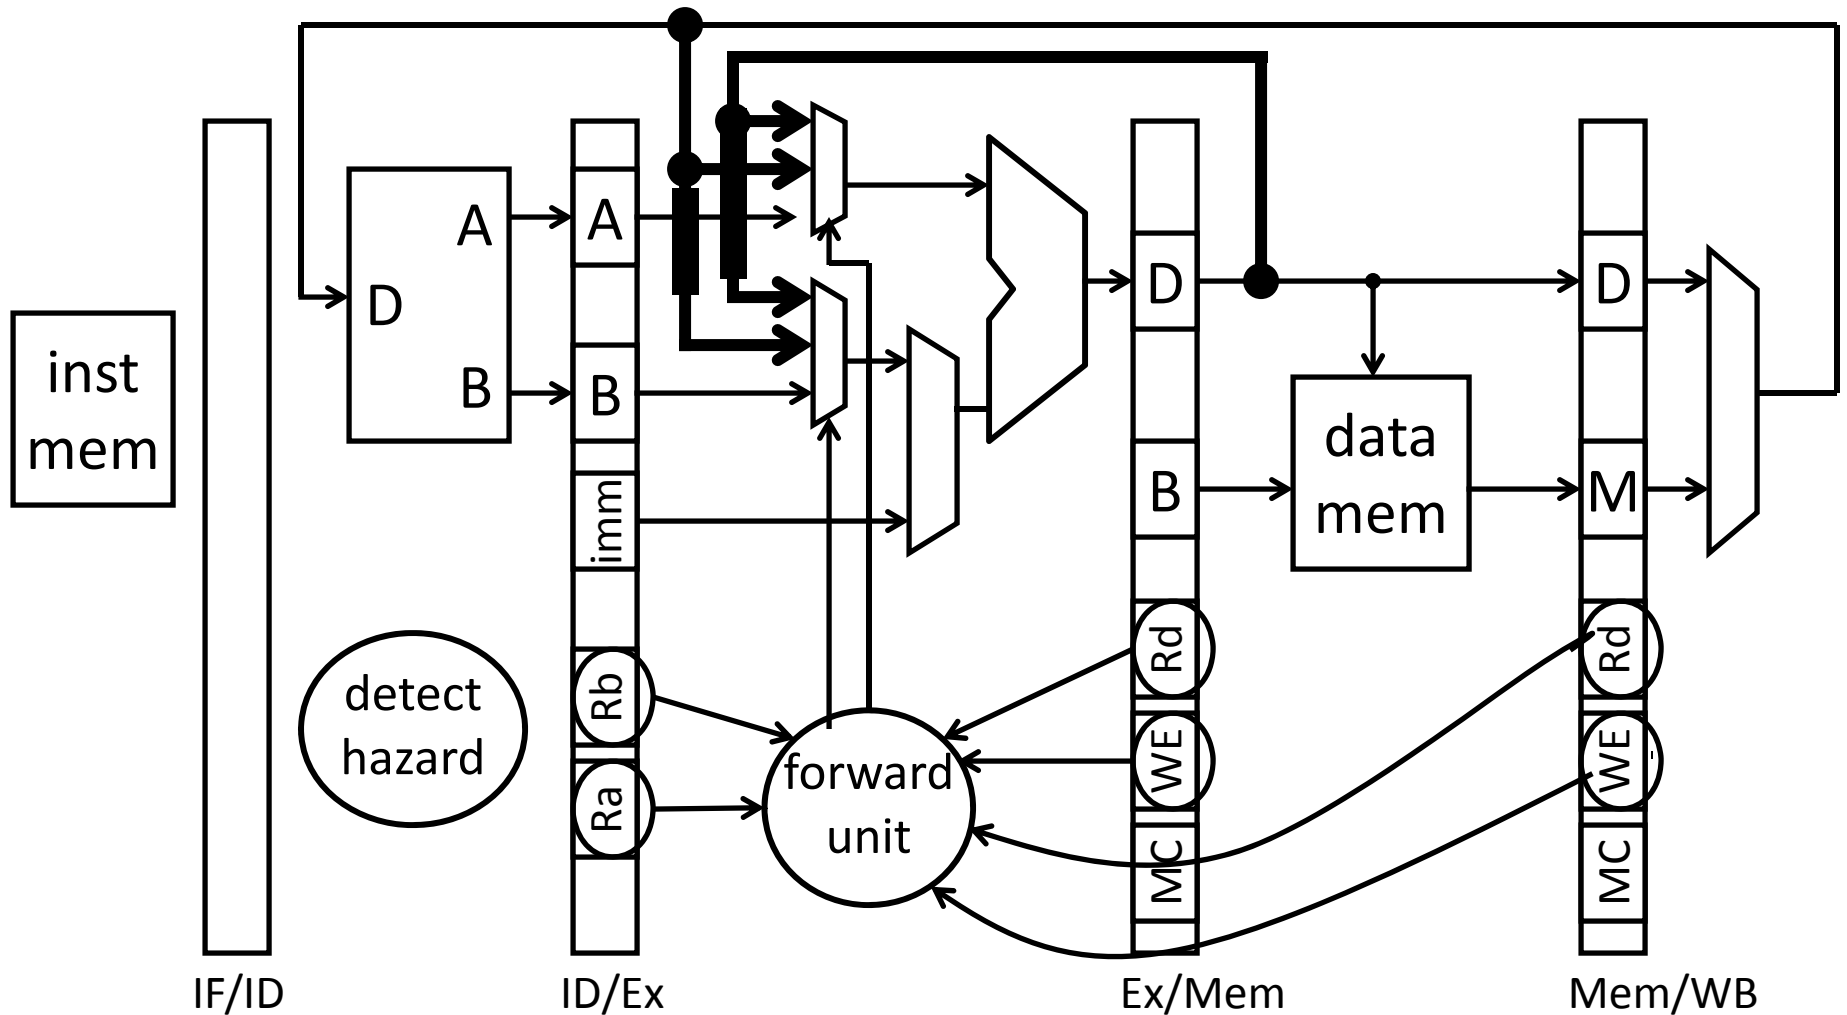 inst
mem
D
A
B
A
B
imm
Rb
Ra
detect
hazard
forward
unit
D
B
Rd
WE
MC
data
mem
D
M
Rd
WE
MC
IF/ID
ID/Ex
Ex/Mem
Mem/WB